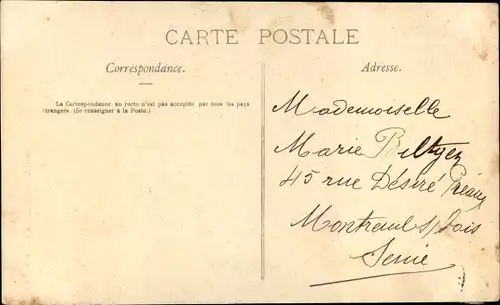 CARTE POSTALE
Correspondance.
La Correspondance au recto n'est pas acceptée par tous les pays
étrangers. (Se renseigner à la Poste.)
Adresse.
Mademoiselle
Marie
45 rue Désiré Préaux
Montreuil s/bois
Seine